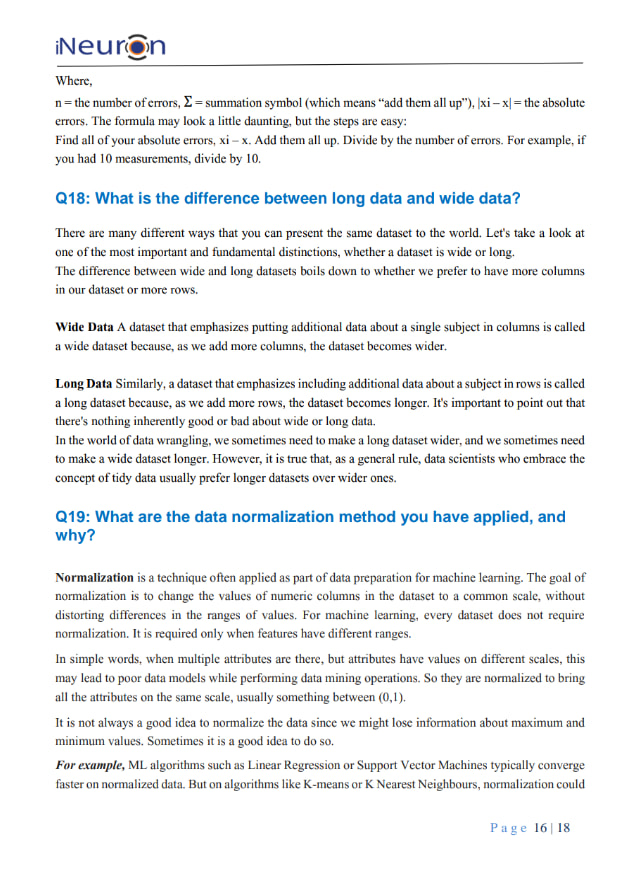 iNeuron
Where,
n = the number of errors, Σ = summation symbol (which means “add them all up”), |xi – x| = the absolute
errors. The formula may look a little daunting, but the steps are easy:
Find all of your absolute errors, xi – x. Add them all up. Divide by the number of errors. For example, if
you had 10 measurements, divide by 10.
Q18: What is the difference between long data and wide data?
There are many different ways that you can present the same dataset to the world. Let's take a look at
one of the most important and fundamental distinctions, whether a dataset is wide or long.
The difference between wide and long datasets boils down to whether we prefer to have more columns
in our dataset or more rows.
Wide Data A dataset that emphasizes putting additional data about a single subject in columns is called
a wide dataset because, as we add more columns, the dataset becomes wider.
Long Data Similarly, a dataset that emphasizes including additional data about a subject in rows is called
a long dataset because, as we add more rows, the dataset becomes longer. It's important to point out that
there's nothing inherently good or bad about wide or long data.
In the world of data wrangling, we sometimes need to make a long dataset wider, and we sometimes need
to make a wide dataset longer. However, it is true that, as a general rule, data scientists who embrace the
concept of tidy data usually prefer longer datasets over wider ones.
Q19: What are the data normalization method you have applied, and
why?
Normalization is a technique often applied as part of data preparation for machine learning. The goal of
normalization is to change the values of numeric columns in the dataset to a common scale, without
distorting differences in the ranges of values. For machine learning, every dataset does not require
normalization. It is required only when features have different ranges.
In simple words, when multiple attributes are there, but attributes have values on different scales, this
may lead to poor data models while performing data mining operations. So they are normalized to bring
all the attributes on the same scale, usually something between (0,1).
It is not always a good idea to normalize the data since we might lose information about maximum and
minimum values. Sometimes it is a good idea to do so.
For example, ML algorithms such as Linear Regression or Support Vector Machines typically converge
faster on normalized data. But on algorithms like K-means or K Nearest Neighbours, normalization could
Page 16 | 18